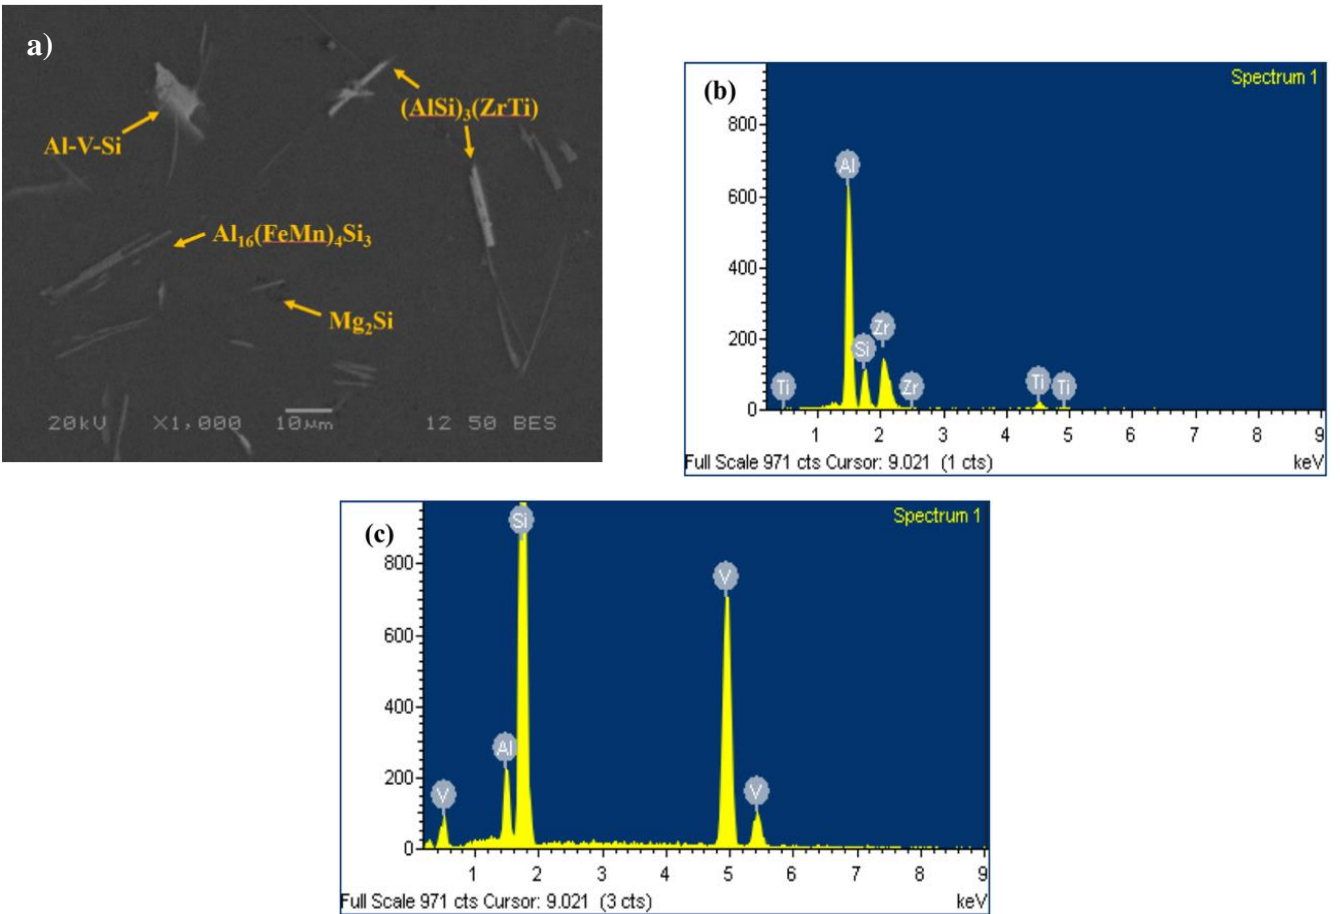 a)
(AlSi)₃(ZrTi)
Al-V-Si
Al₁₆(FeMn)₄Si₃
Mg₂Si
20kV X1,000 10μm 12 50 BES
(b)
Spectrum 1
800
600
400
200
0
Al
Zr
Si
Ti
Zr
Ti
Ti
1 2 3 4 5 6 7 8 9
Full Scale 971 cts Cursor: 9.021 (1 cts) keV
(c)
Spectrum 1
800
600
400
200
0
Si
V
Al
V
V
1 2 3 4 5 6 7 8 9
Full Scale 971 cts Cursor: 9.021 (3 cts) keV